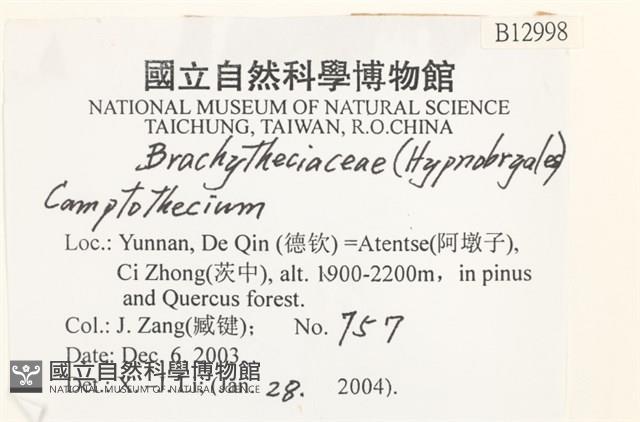 B12998
國立自然科學博物館
NATIONAL MUSEUM OF NATURAL SCIENCE
TAICHUNG, TAIWAN, R.O.CHINA
Brachytheciaceae (Hypnobryales)
Camptothecium
Loc.: Yunnan, De Qin (德钦) =Atentse(阿墩子),
Ci Zhong(茨中), alt. 1900-2200m，in pinus
and Quercus forest.
Col.: J. Zang(臧键); No. 757
Date: Dec. 6, 2003.
(Jan. 28. 2004).
國立自然科學博物館
NATIONAL MUSEUM OF NATURAL SCIENCE